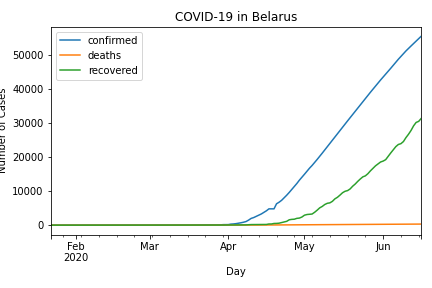 COVID-19 in Belarus
confirmed
deaths
recovered
Number of Cases
50000
40000
30000
20000
10000
0
Feb
2020
Mar
Apr
May
Jun
Day